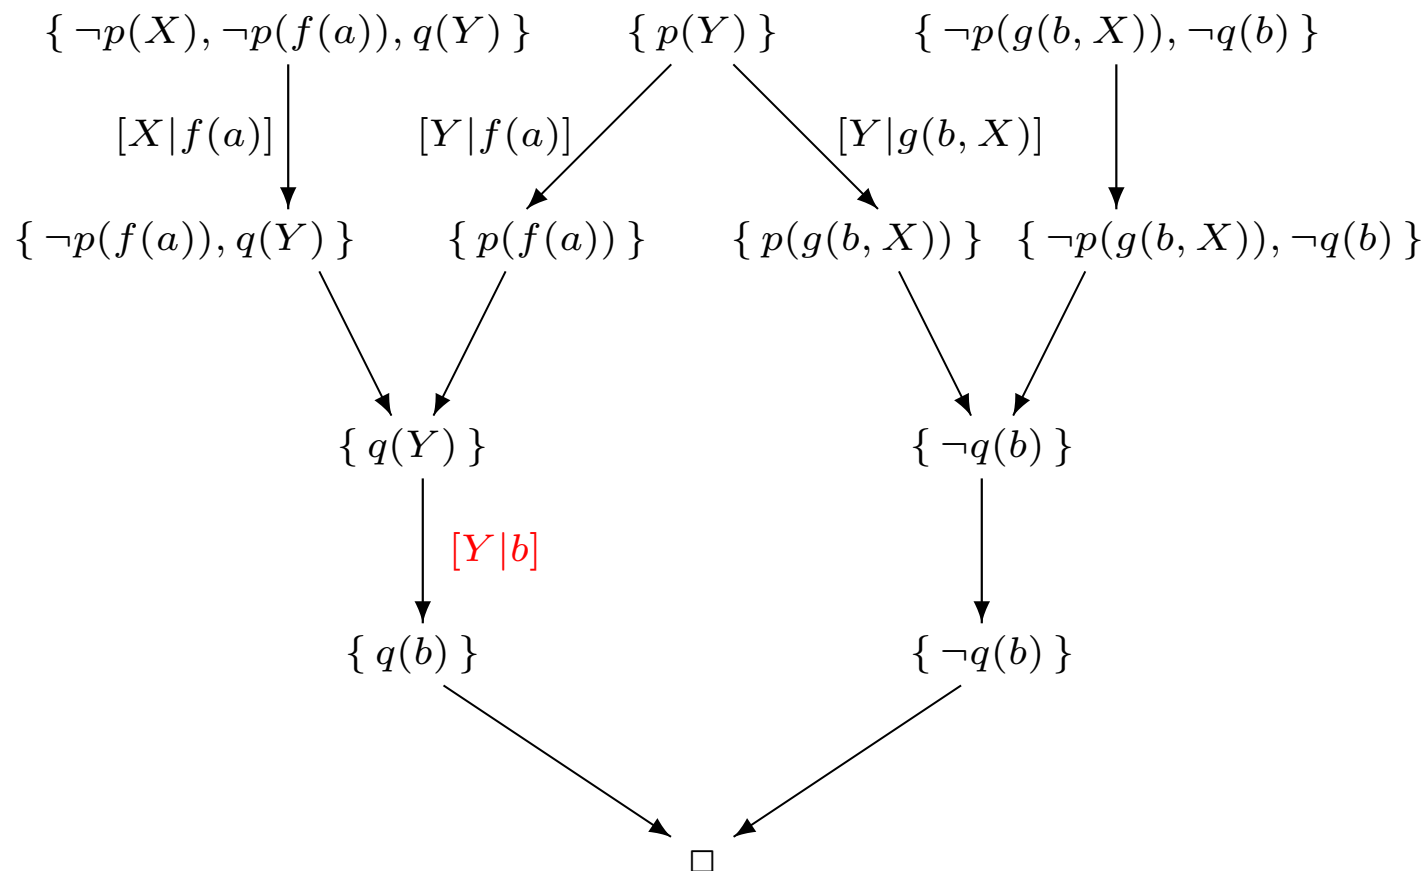 { ¬p(X), ¬p(f(a)), q(Y) } { p(Y) } { ¬p(g(b, X)), ¬q(b) }
[X|f(a)] [Y|f(a)] [Y|g(b, X)]
{ ¬p(f(a)), q(Y) } { p(f(a)) } { p(g(b, X)) } { ¬p(g(b, X)), ¬q(b) }
{ q(Y) } { ¬q(b) }
[Y|b]
{ q(b) } { ¬q(b) }
□